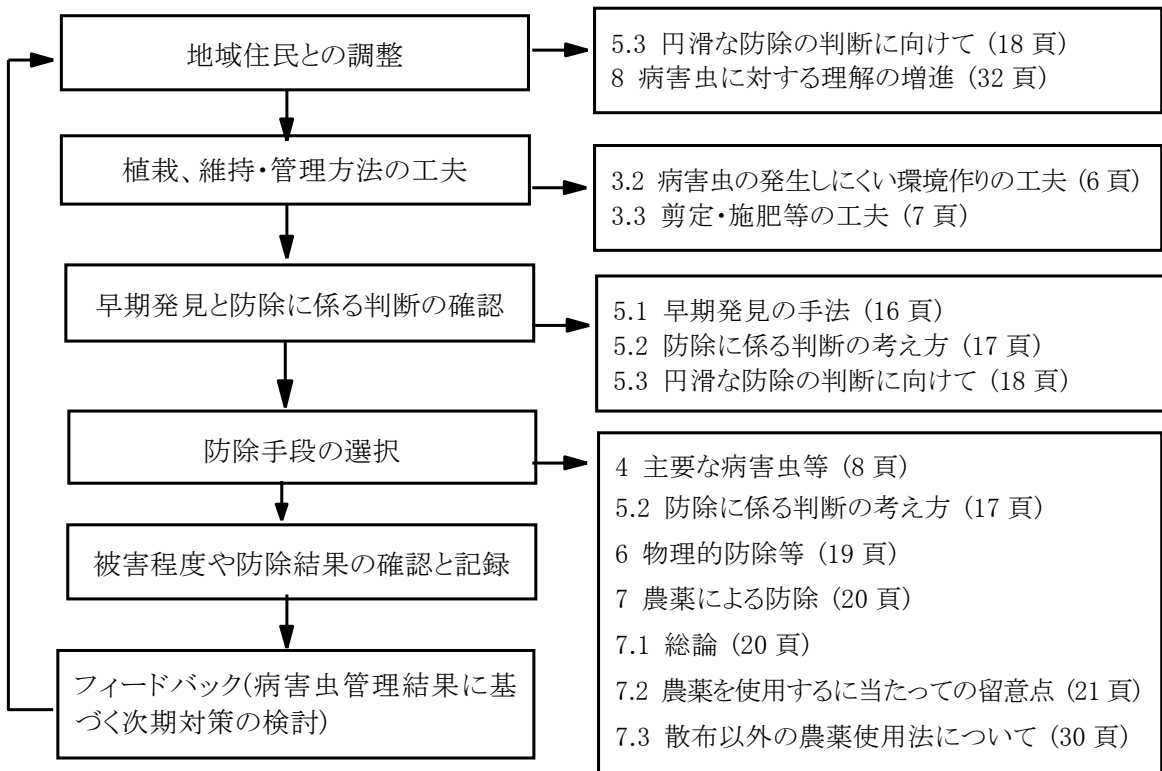 地域住民との調整
5.3 円滑な防除の判断に向けて (18 頁)
8 病害虫に対する理解の増進 (32 頁)
植栽、維持・管理方法の工夫
3.2 病害虫の発生しにくい環境作りの工夫 (6 頁)
3.3 剪定・施肥等の工夫 (7 頁)
早期発見と防除に係る判断の確認
5.1 早期発見の手法 (16 頁)
5.2 防除に係る判断の考え方 (17 頁)
5.3 円滑な防除の判断に向けて (18 頁)
防除手段の選択
4 主要な病害虫等 (8 頁)
5.2 防除に係る判断の考え方 (17 頁)
6 物理的防除等 (19 頁)
7 農薬による防除 (20 頁)
7.1 総論 (20 頁)
7.2 農薬を使用するに当たっての留意点 (21 頁)
7.3 散布以外の農薬使用法について (30 頁)
被害程度や防除結果の確認と記録
フィードバック(病害虫管理結果に基
づく次期対策の検討)